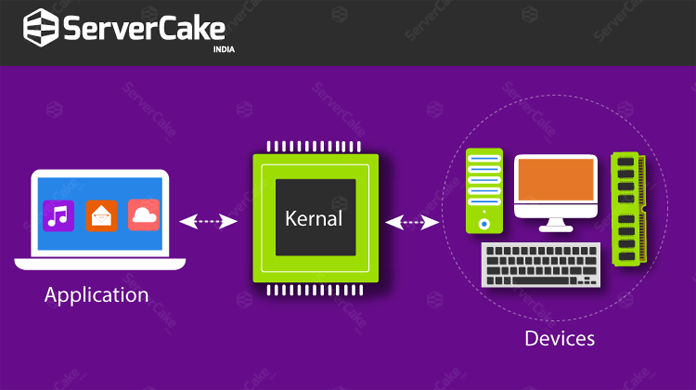 ServerCake
INDIA
Kernal
Application
Devices